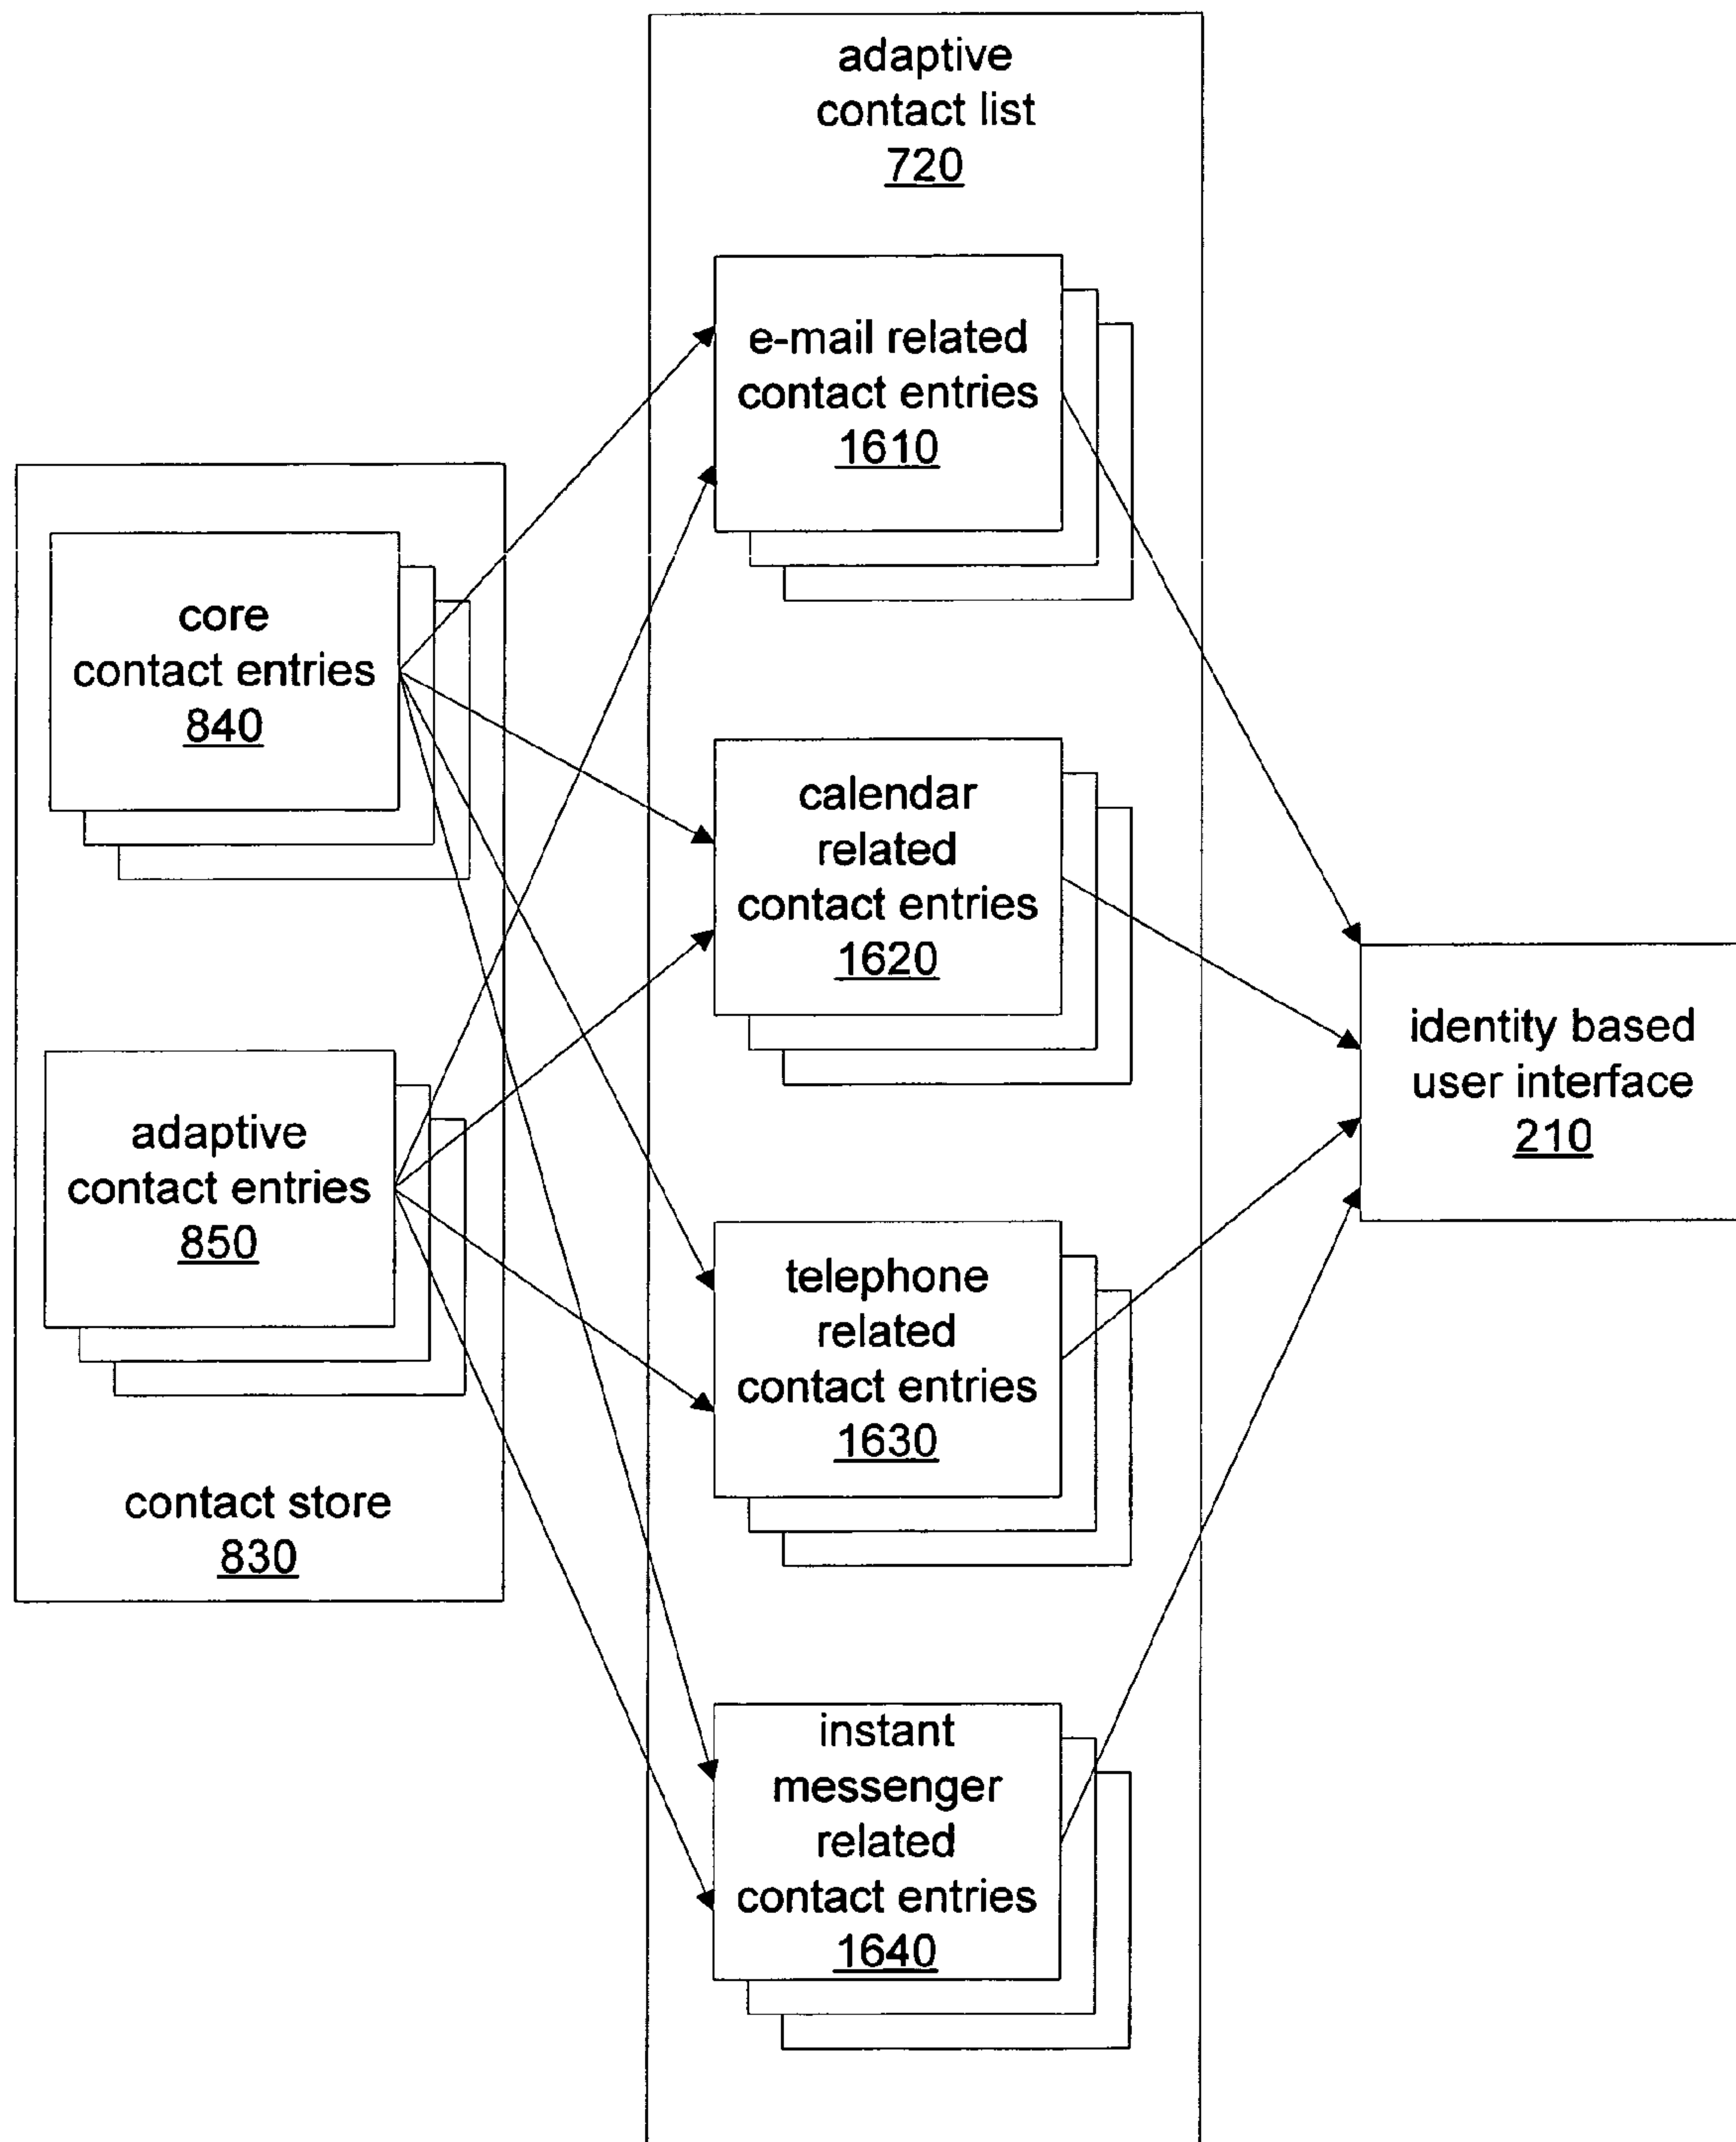 adaptive
contact list
720
e-mail related
contact entries
1610
core
contact entries
840
calendar
related
contact entries
1620
identity based
user interface
210
adaptive
contact entries
850
telephone
related
contact entries
1630
contact store
830
instant
messenger
related
contact entries
1640